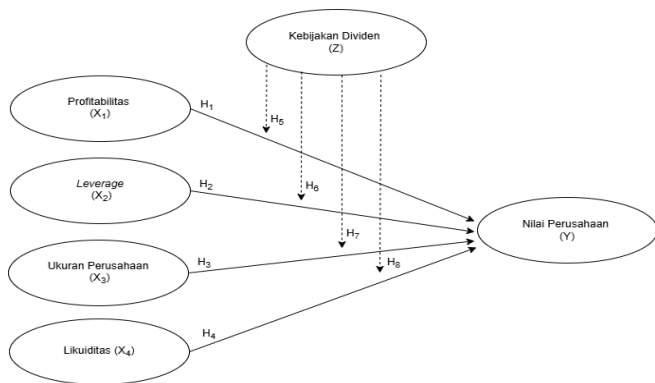 Kebijakan Dividen
(Z)
Profitabilitas
(X₁)
H₁
H₅
Leverage
(X₂)
H₂
H₆
Nilai Perusahaan
(Y)
Ukuran Perusahaan
(X₃)
H₃
H₇
H₈
Likuiditas (X₄)
H₄